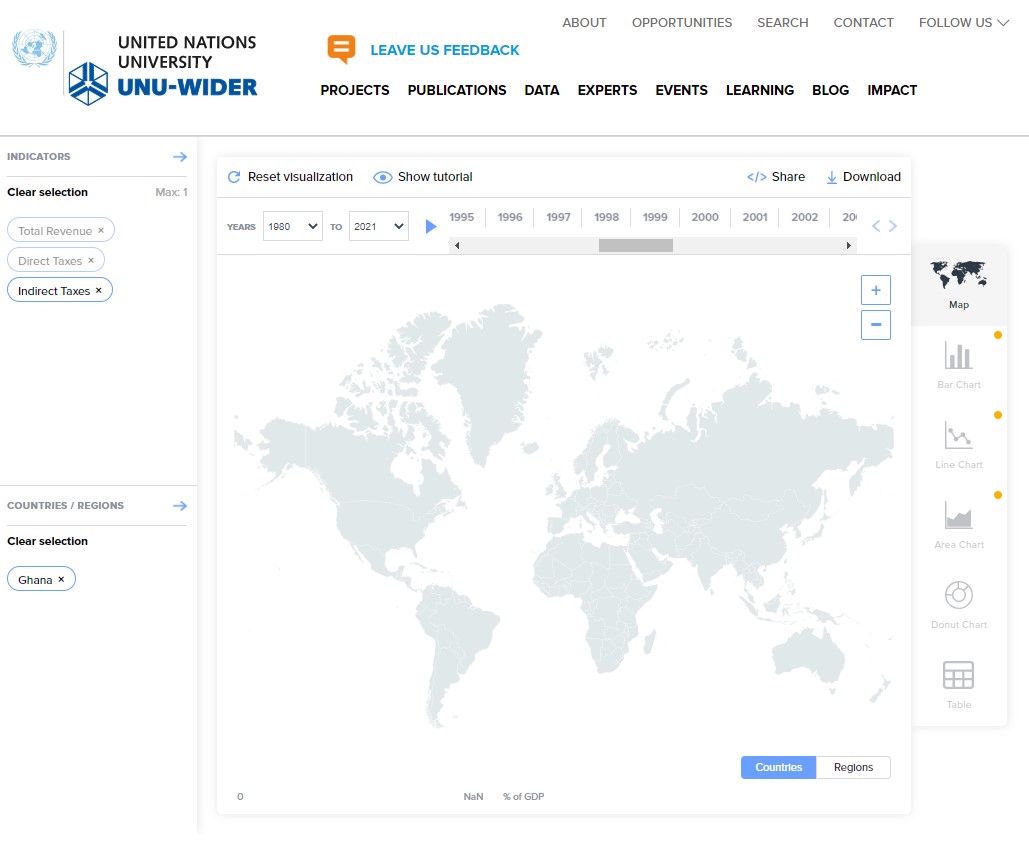 ABOUT OPPORTUNITIES SEARCH CONTACT FOLLOW US
UNITED NATIONS
UNIVERSITY
UNU-WIDER
LEAVE US FEEDBACK
PROJECTS PUBLICATIONS DATA EXPERTS EVENTS LEARNING BLOG IMPACT
INDICATORS
Clear selection Max: 1
Total Revenue ×
Direct Taxes ×
Indirect Taxes ×
COUNTRIES / REGIONS
Clear selection
Ghana ×
Reset visualization Show tutorial </> Share Download
YEARS 1980 TO 2021 1995 1996 1997 1998 1999 2000 2001 2002
+
−
Countries Regions
0 NaN % of GDP
Map
Bar Chart
Line Chart
Area Chart
Donut Chart
Table